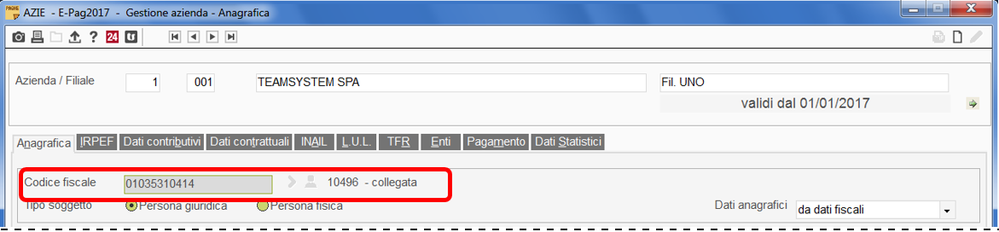 PAGHE AZIE - E-Pag2017 - Gestione azienda - Anagrafica
? 24 U
Azienda / Filiale 1 001 TEAMSYSTEM SPA Fil. UNO
validi dal 01/01/2017
Anagrafica IRPEF Dati contributivi Dati contrattuali INAIL L.U.L. TFR Enti Pagamento Dati Statistici
Codice fiscale 01035310414 10496 - collegata
Tipo soggetto Persona giuridica Persona fisica Dati anagrafici da dati fiscali